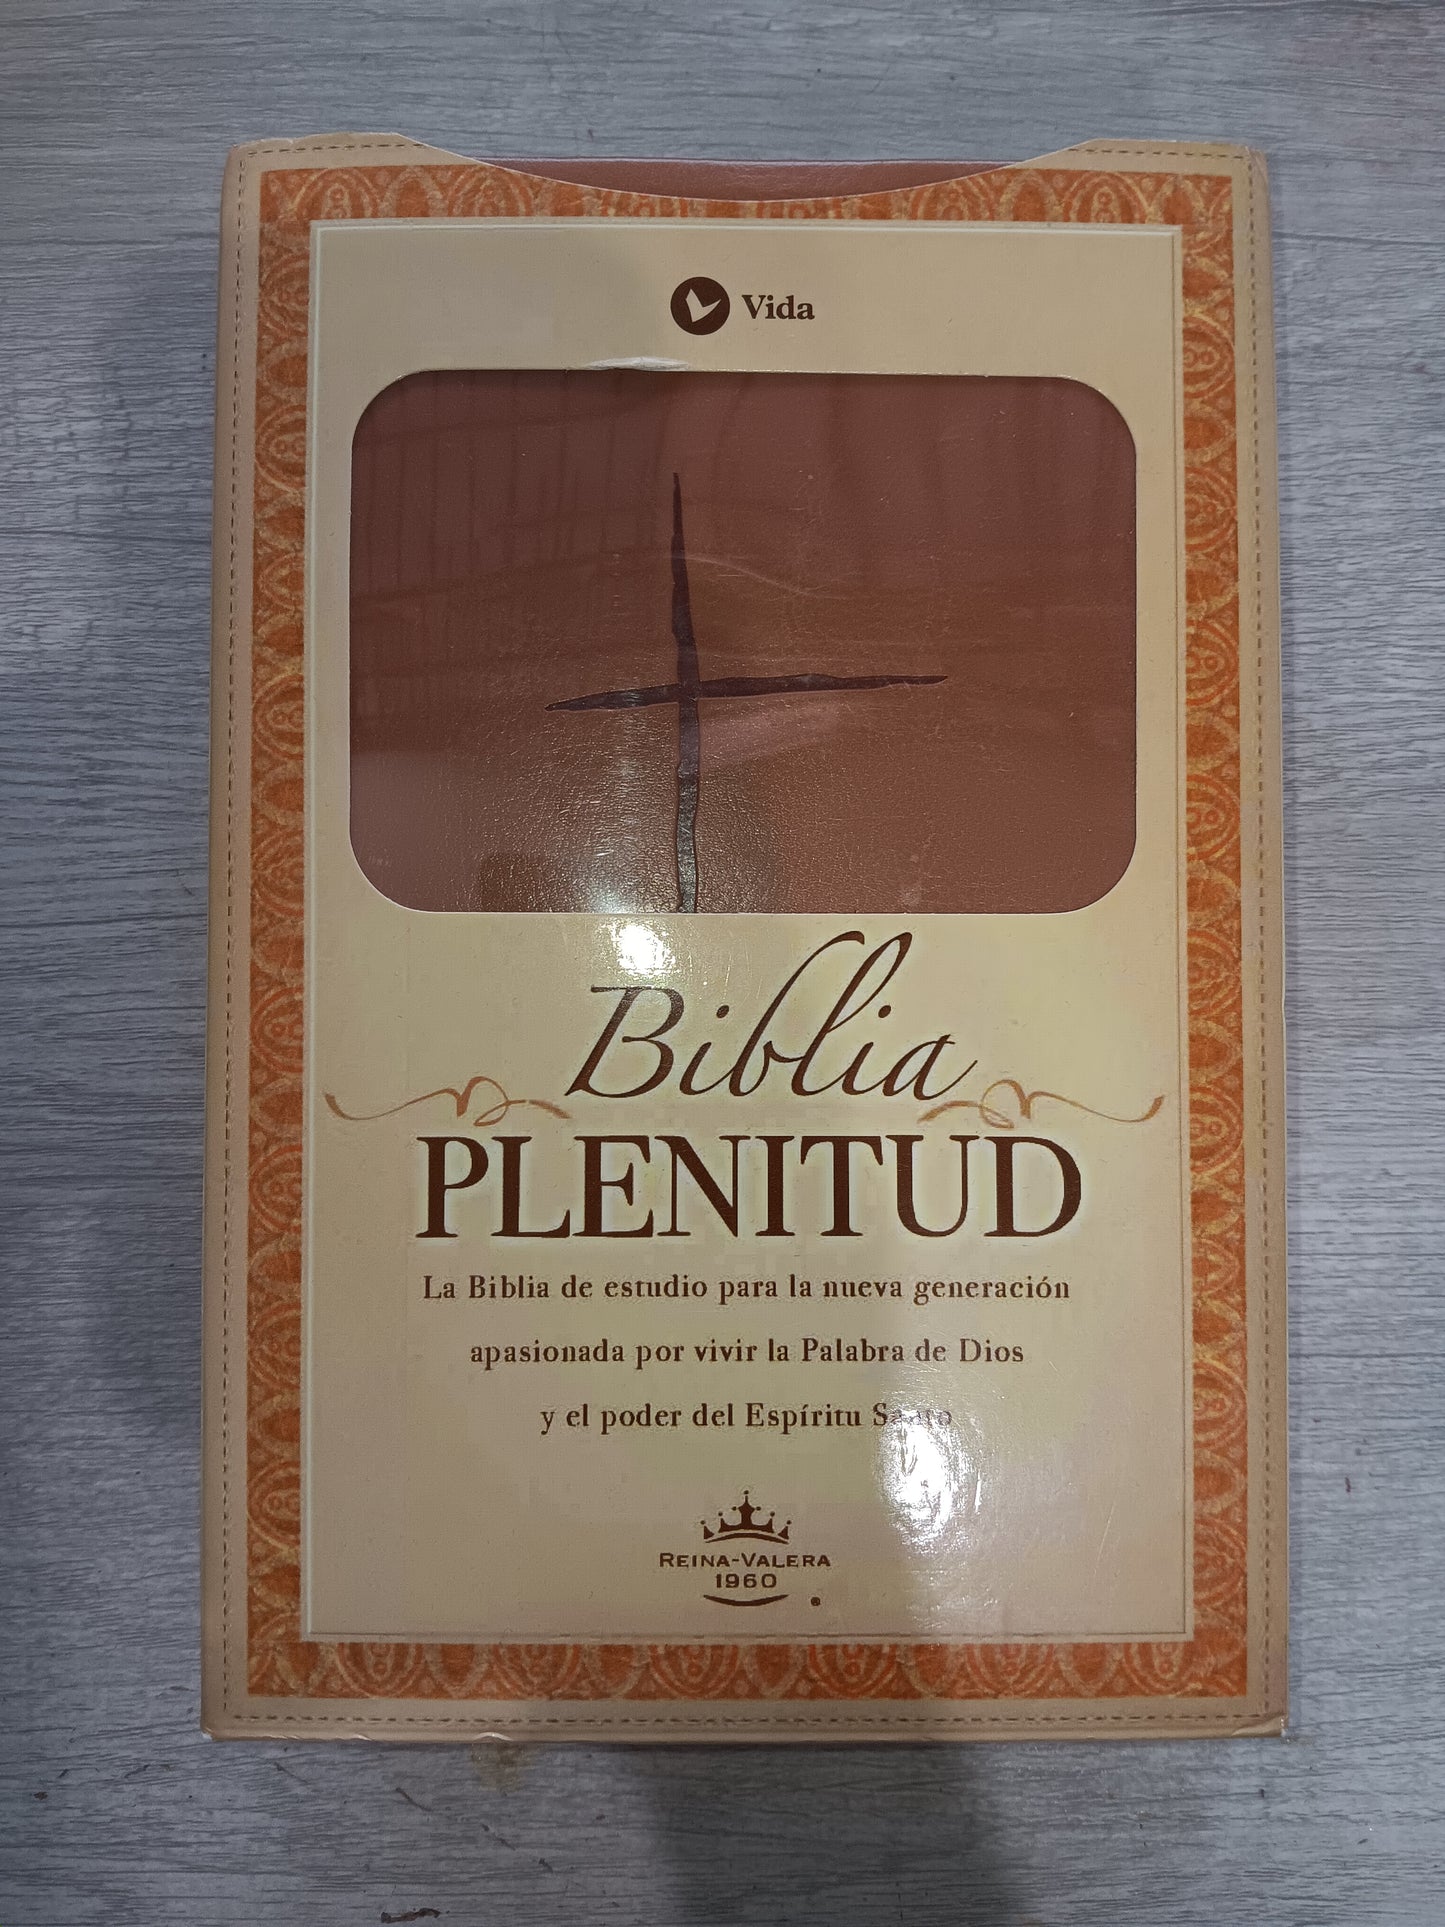 Vida
Biblia
PLENITUD
La Biblia de estudio para la nueva generación
apasionada por vivir la Palabra de Dios
y el poder del Espíritu Santo
REINA-VALERA
1960
®